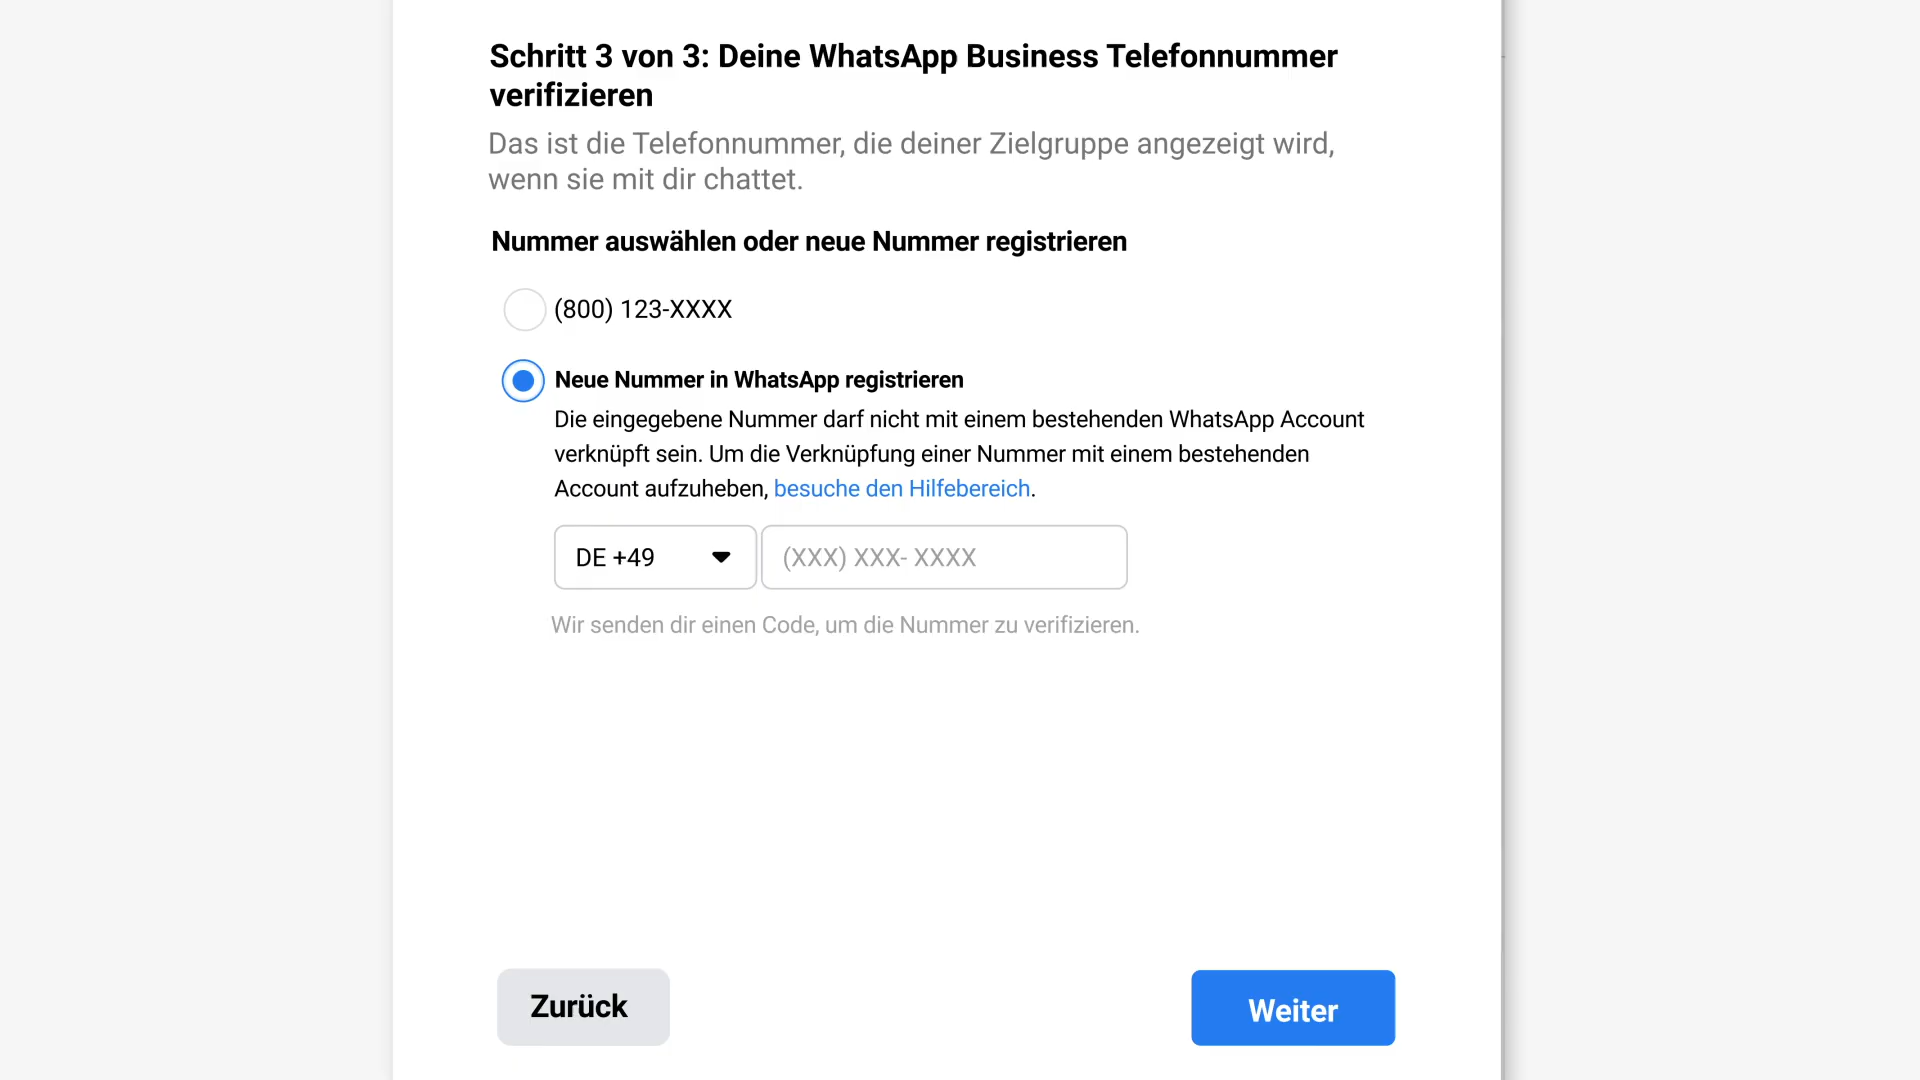 Schritt 3 von 3: Deine WhatsApp Business Telefonnummer
verifizieren
Das ist die Telefonnummer, die deiner Zielgruppe angezeigt wird,
wenn sie mit dir chattet.
Nummer auswählen oder neue Nummer registrieren
(800) 123-XXXX
Neue Nummer in WhatsApp registrieren
Die eingegebene Nummer darf nicht mit einem bestehenden WhatsApp Account
verknüpft sein. Um die Verknüpfung einer Nummer mit einem bestehenden
Account aufzuheben, besuche den Hilfebereich.
DE +49 (XXX) XXX- XXXX
Wir senden dir einen Code, um die Nummer zu verifizieren.
Zurück Weiter